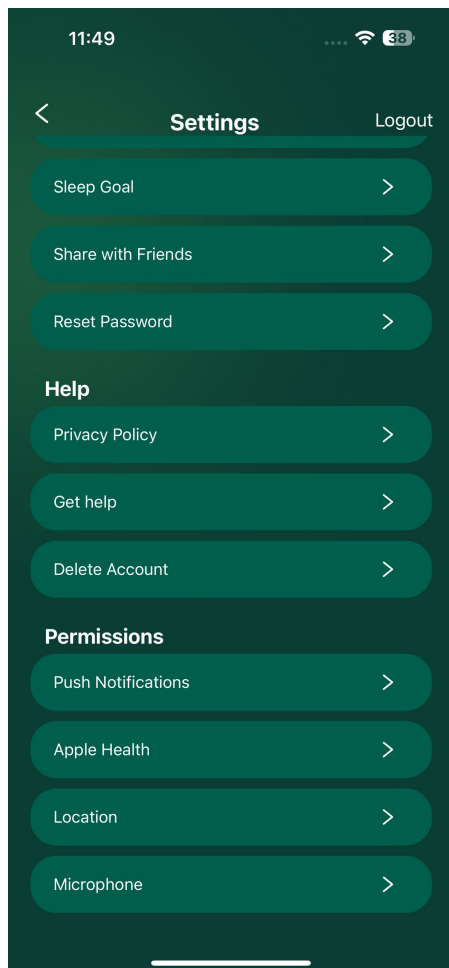 11:49
38
Settings
Logout
Sleep Goal
Share with Friends
Reset Password
Help
Privacy Policy
Get help
Delete Account
Permissions
Push Notifications
Apple Health
Location
Microphone